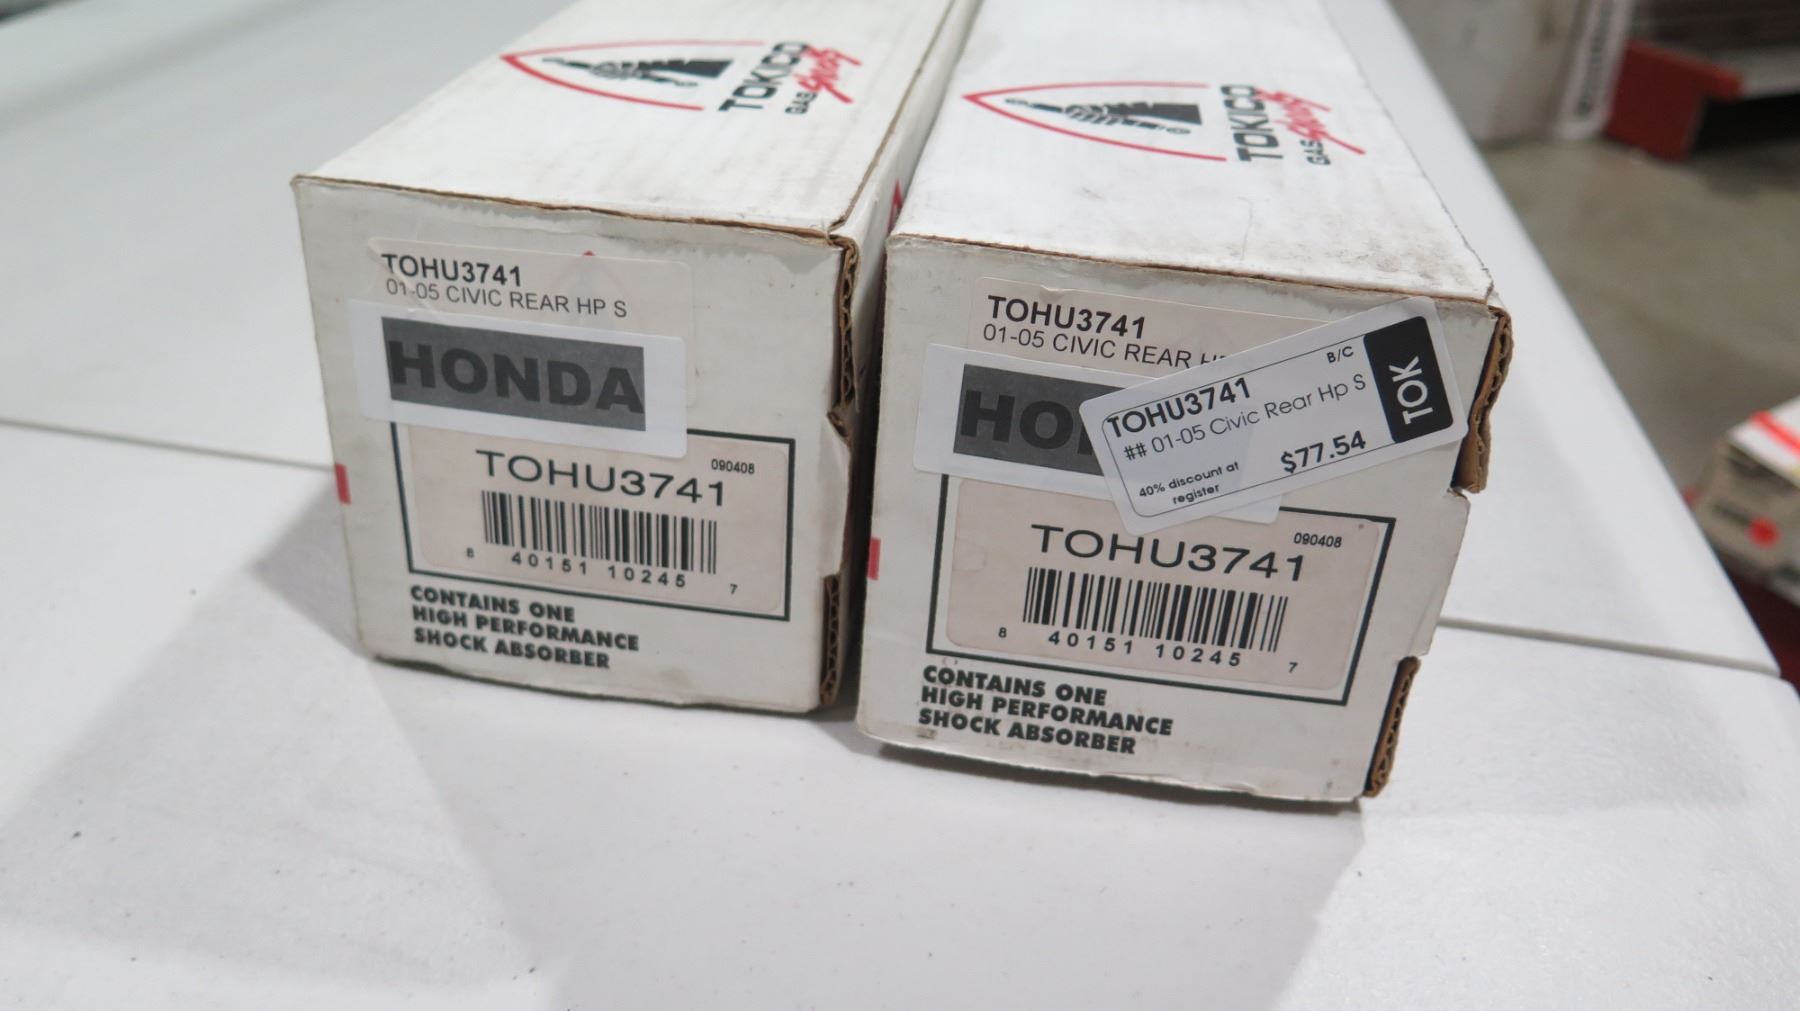 TOKICO
GAS Sports
TOHU3741
01-05 CIVIC REAR HP S
HONDA
TOHU3741
090408
8 40151 10245 7
CONTAINS ONE
HIGH PERFORMANCE
SHOCK ABSORBER
TOKICO
GAS Sports
TOHU3741
01-05 CIVIC REAR
TOHU3741
B/C
## 01-05 Civic Rear Hp S
40% discount at
register
$77.54
TOK
TOHU3741
090408
8 40151 10245 7
CONTAINS ONE
HIGH PERFORMANCE
SHOCK ABSORBER